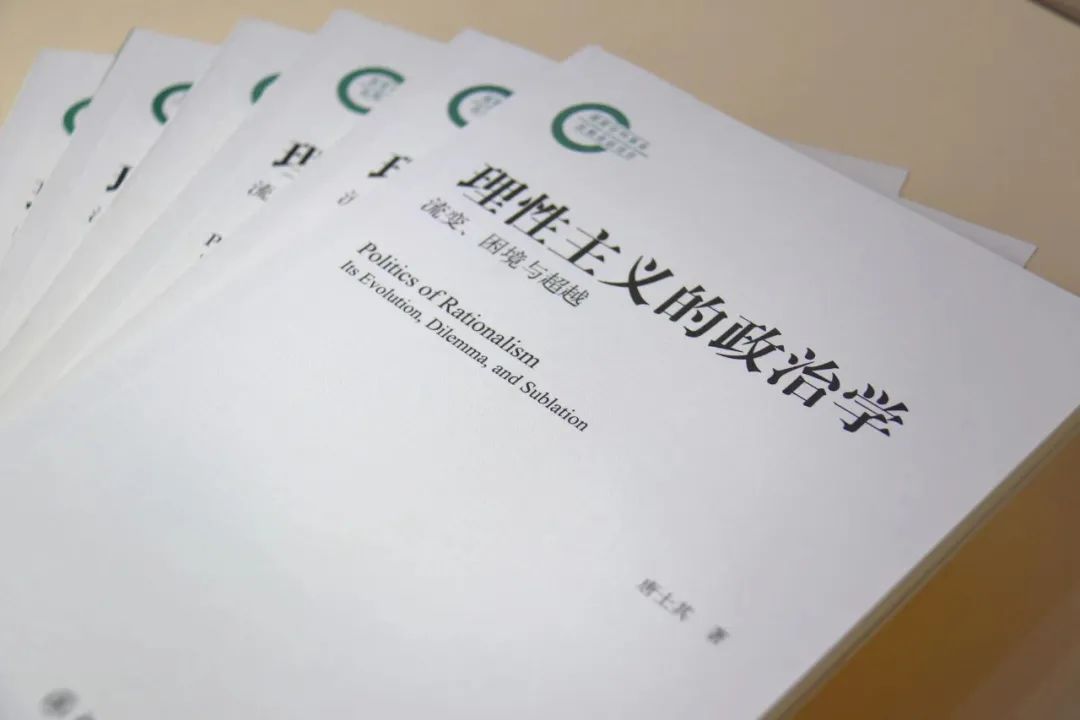 理性主义的政治学
流变、困境与超越
Politics of Rationalism
Its Evolution, Dilemma, and Sublation
唐士其 著